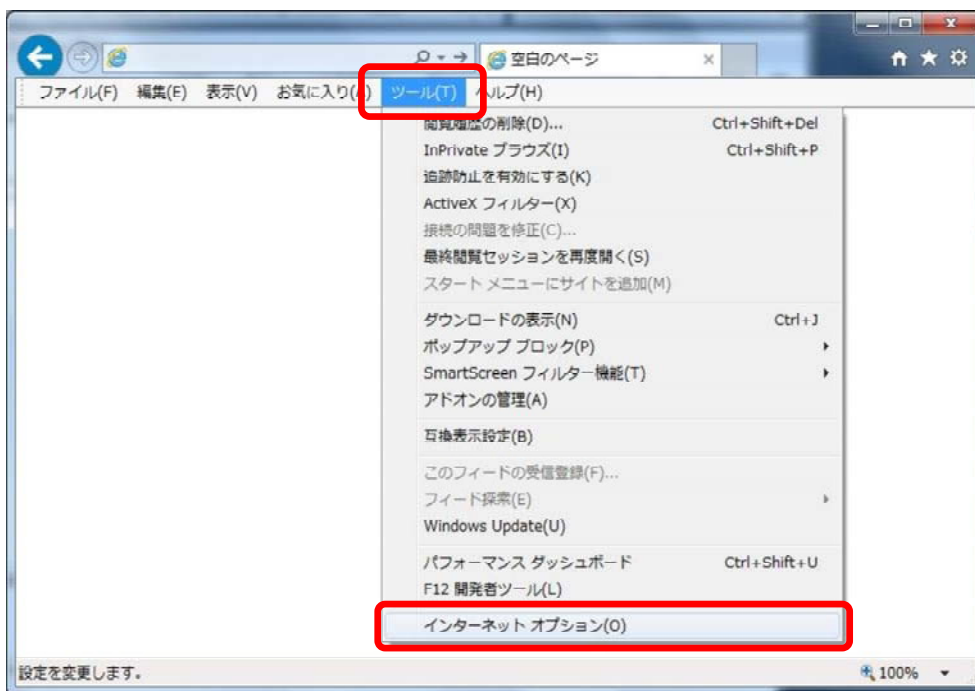 空白のページ
ファイル(F) 編集(E) 表示(V) お気に入り(A) ツール(T) ヘルプ(H)
閲覧履歴の削除(D)... Ctrl+Shift+Del
InPrivate ブラウズ(I) Ctrl+Shift+P
追跡防止を有効にする(K)
ActiveX フィルター(X)
接続の問題を修正(C)...
最終閲覧セッションを再度開く(S)
スタート メニューにサイトを追加(M)
ダウンロードの表示(N) Ctrl+J
ポップアップ ブロック(P)
SmartScreen フィルター機能(T)
アドオンの管理(A)
互換表示設定(B)
このフィードの受信登録(F)...
フィード探索(E)
Windows Update(U)
パフォーマンス ダッシュボード Ctrl+Shift+U
F12 開発者ツール(L)
インターネット オプション(O)
設定を変更します。 100%